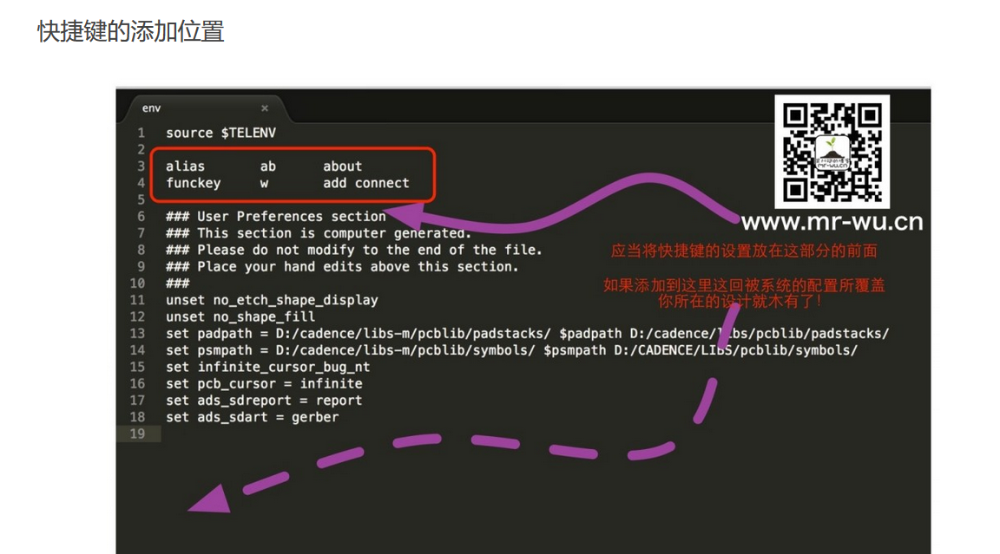 快捷键的添加位置
env ×
1 source $TELENV
2
3 alias ab about
4 funckey w add connect
5
6 ### User Preferences section
7 ### This section is computer generated.
8 ### Please do not modify to the end of the file.
9 ### Place your hand edits above this section.
10 ###
11 unset no_etch_shape_display
12 unset no_shape_fill
13 set padpath = D:/cadence/libs-m/pcblib/padstacks/ $padpath D:/cadence/libs/pcblib/padstacks/
14 set psmpath = D:/cadence/libs-m/pcblib/symbols/ $psmpath D:/CADENCE/LIBS/pcblib/symbols/
15 set infinite_cursor_bug_nt
16 set pcb_cursor = infinite
17 set ads_sdreport = report
18 set ads_sdart = gerber
19
mr-wu.cn
www.mr-wu.cn
应当将快捷键的设置放在这部分的前面
如果添加到这里这回被系统的配置所覆盖
你所在的设计就木有了！